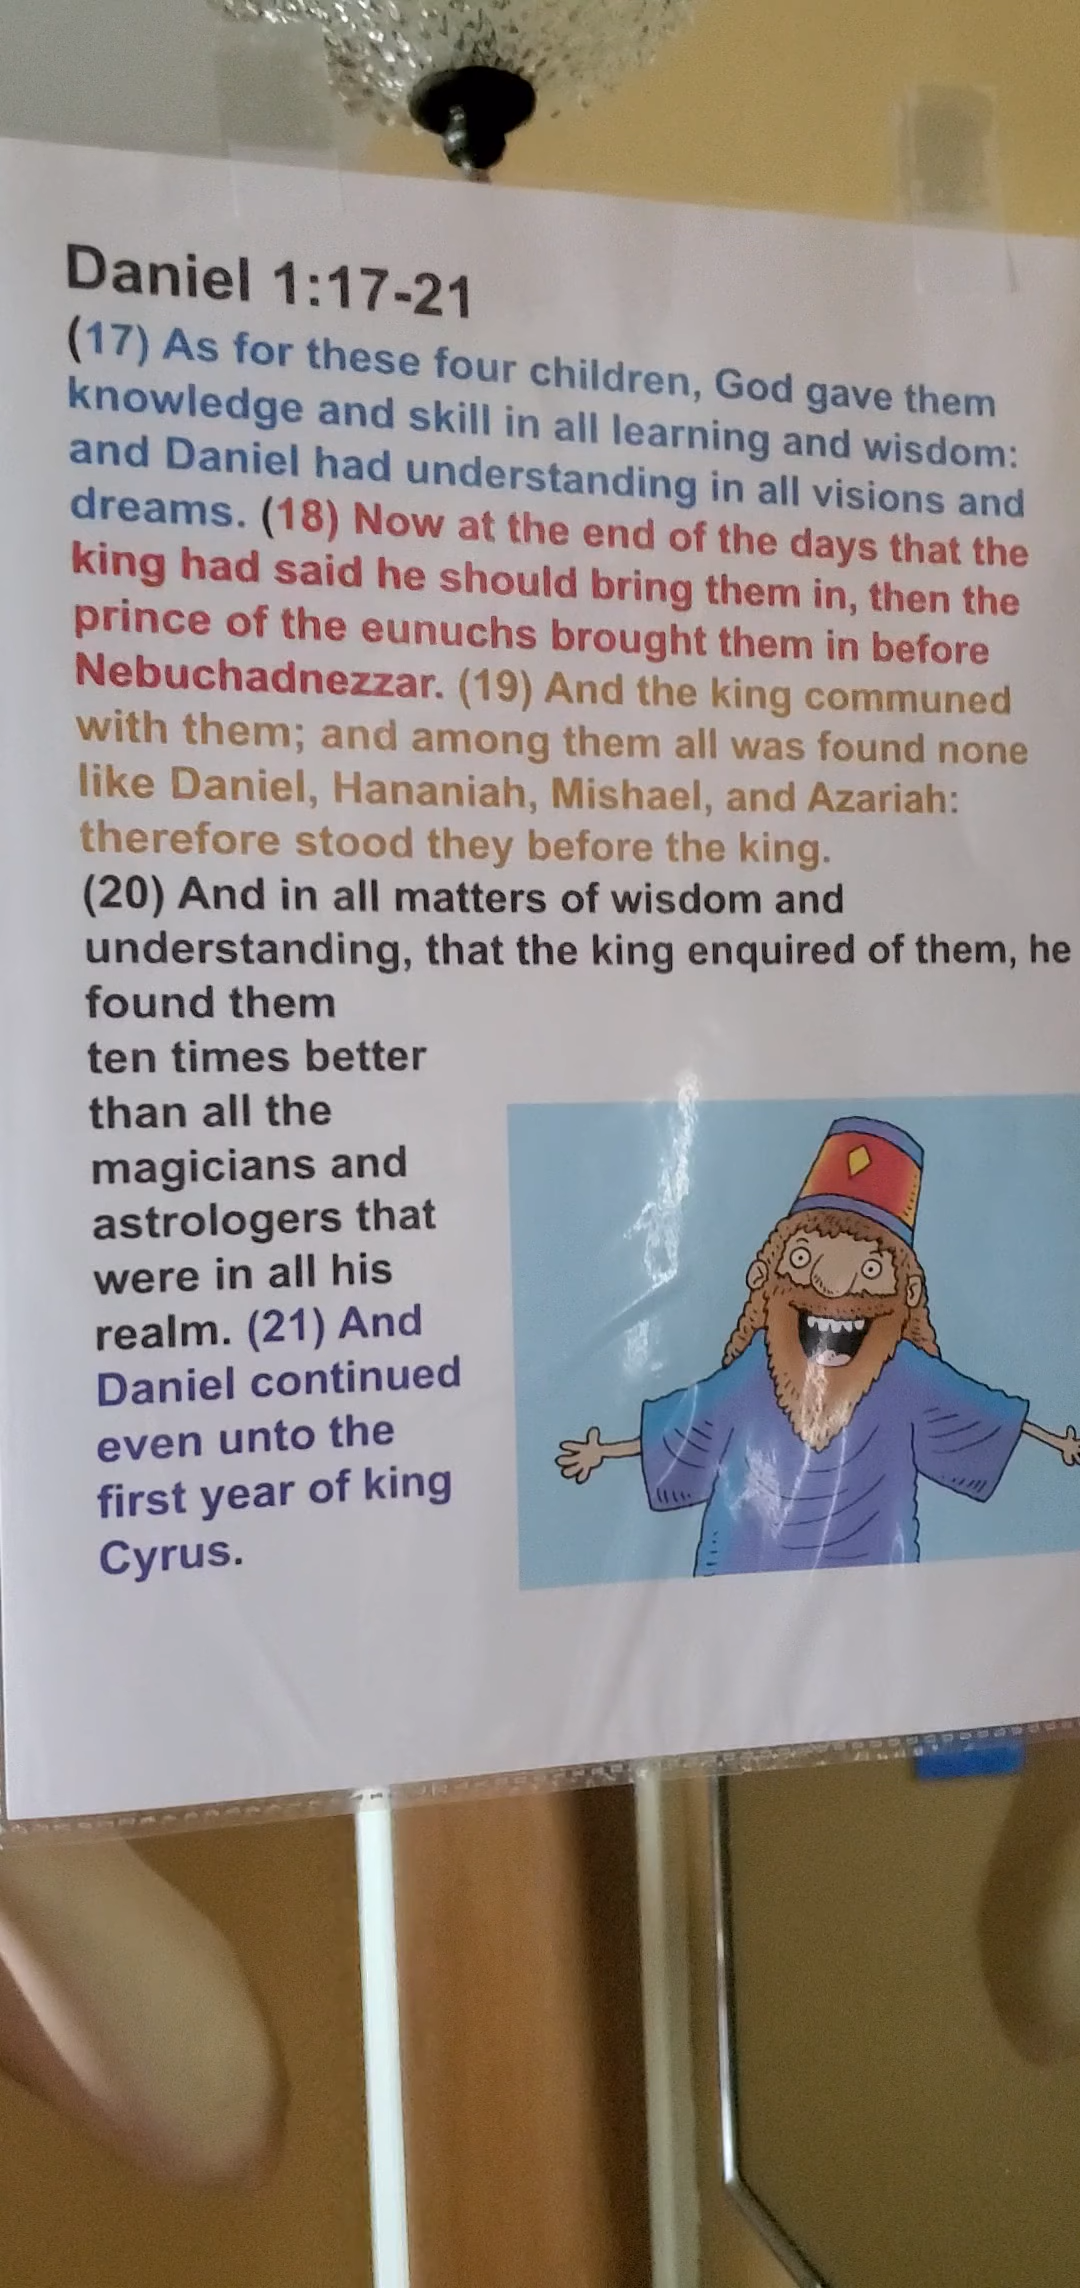 Daniel 1:17-21
(17) As for these four children, God gave them
knowledge and skill in all learning and wisdom:
and Daniel had understanding in all visions and
dreams. (18) Now at the end of the days that the
king had said he should bring them in, then the
prince of the eunuchs brought them in before
Nebuchadnezzar. (19) And the king communed
with them; and among them all was found none
like Daniel, Hananiah, Mishael, and Azariah:
therefore stood they before the king.
(20) And in all matters of wisdom and
understanding, that the king enquired of them, he
found them
ten times better
than all the
magicians and
astrologers that
were in all his
realm. (21) And
Daniel continued
even unto the
first year of king
Cyrus.